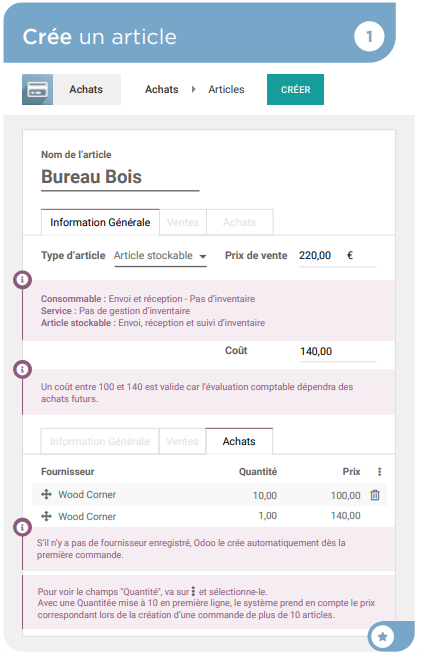 Crée un article
1
Achats
Achats
Articles
CRÉER
Nom de l'article
Bureau Bois
Information Générale
Ventes
Achats
Type d'article
Article stockable
Prix de vente
220,00
€
Consommable : Envoi et réception - Pas d'inventaire
Service : Pas de gestion d'inventaire
Article stockable : Envoi, réception et suivi d'inventaire
Coût
140,00
Un coût entre 100 et 140 est valide car l'évaluation comptable dépendra des
achats futurs.
Information Générale
Ventes
Achats
Fournisseur
Quantité
Prix
Wood Corner
10,00
100,00
Wood Corner
1,00
140,00
S'il n'y a pas de fournisseur enregistré, Odoo le crée automatiquement dès la
première commande.
Pour voir le champs "Quantité", va sur et sélectionne-le.
Avec une Quantitée mise à 10 en première ligne, le système prend en compte le prix
correspondant lors de la création d'une commande de plus de 10 articles.